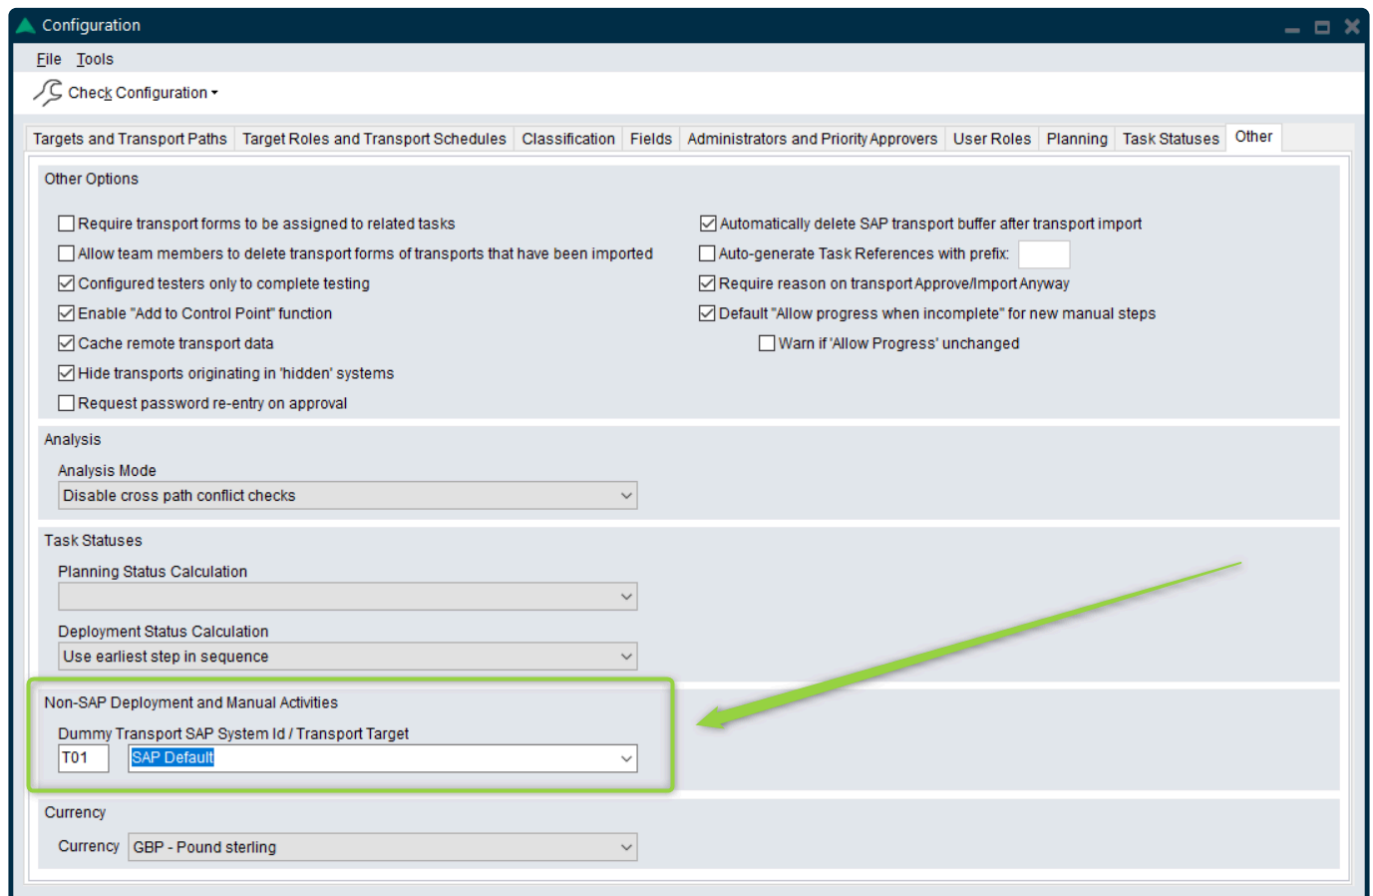 Configuration
File Tools
Check Configuration
Targets and Transport Paths Target Roles and Transport Schedules Classification Fields Administrators and Priority Approvers User Roles Planning Task Statuses Other
Other Options
Require transport forms to be assigned to related tasks
Allow team members to delete transport forms of transports that have been imported
Configured testers only to complete testing
Enable "Add to Control Point" function
Cache remote transport data
Hide transports originating in 'hidden' systems
Request password re-entry on approval
Automatically delete SAP transport buffer after transport import
Auto-generate Task References with prefix:
Require reason on transport Approve/Import Anyway
Default "Allow progress when incomplete" for new manual steps
Warn if 'Allow Progress' unchanged
Analysis
Analysis Mode
Disable cross path conflict checks
Task Statuses
Planning Status Calculation
Deployment Status Calculation
Use earliest step in sequence
Non-SAP Deployment and Manual Activities
Dummy Transport SAP System Id / Transport Target
T01 SAP Default
Currency
Currency GBP - Pound sterling